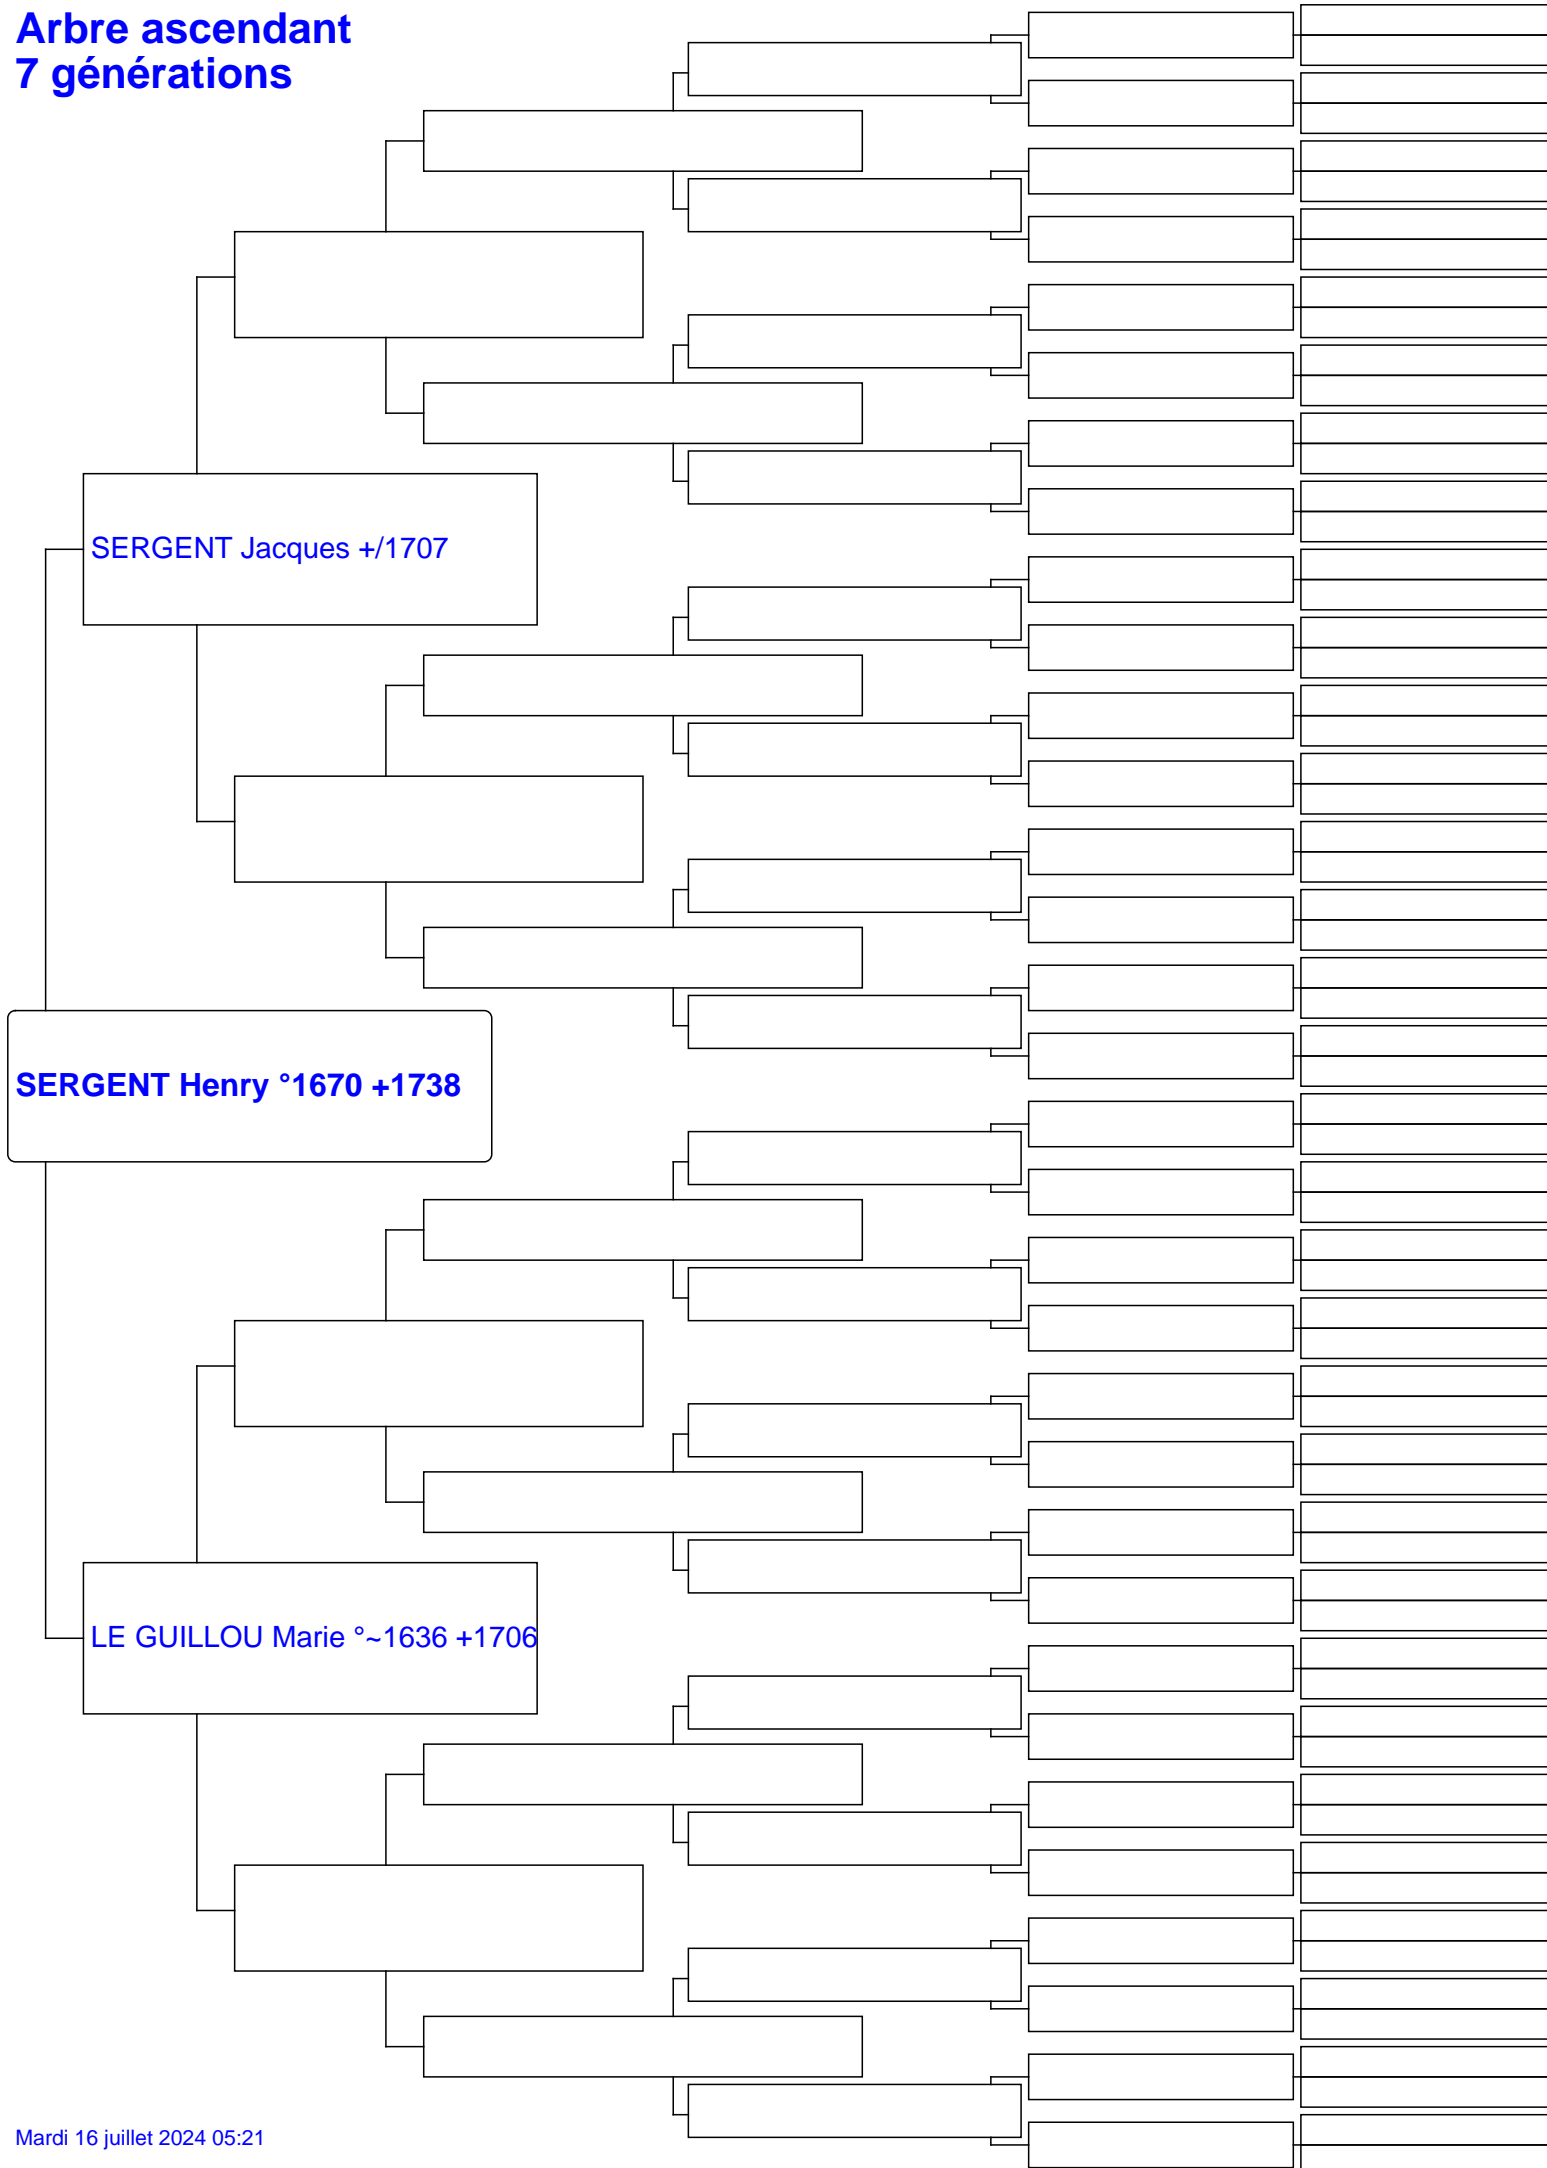 Arbre ascendant
7 générations
SERGENT Jacques +/1707
SERGENT Henry °1670 +1738
LE GUILLOU Marie °~1636 +1706
Mardi 16 juillet 2024 05:21